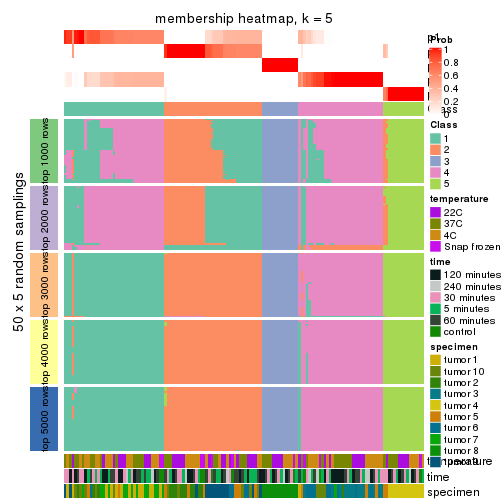 membership heatmap, k = 5
50 x 5 random samplings
top 1000 rows
top 2000 rows
top 3000 rows
top 4000 rows
top 5000 rows
p1
Prob
1
0.8
0.6
0.4
0.2
0
Class
1
2
3
4
5
temperature
22C
37C
4C
Snap frozen
time
120 minutes
240 minutes
30 minutes
5 minutes
60 minutes
control
specimen
tumor 1
tumor 10
tumor 2
tumor 3
tumor 4
tumor 5
tumor 6
tumor 7
tumor 8
temperature
time
specimen